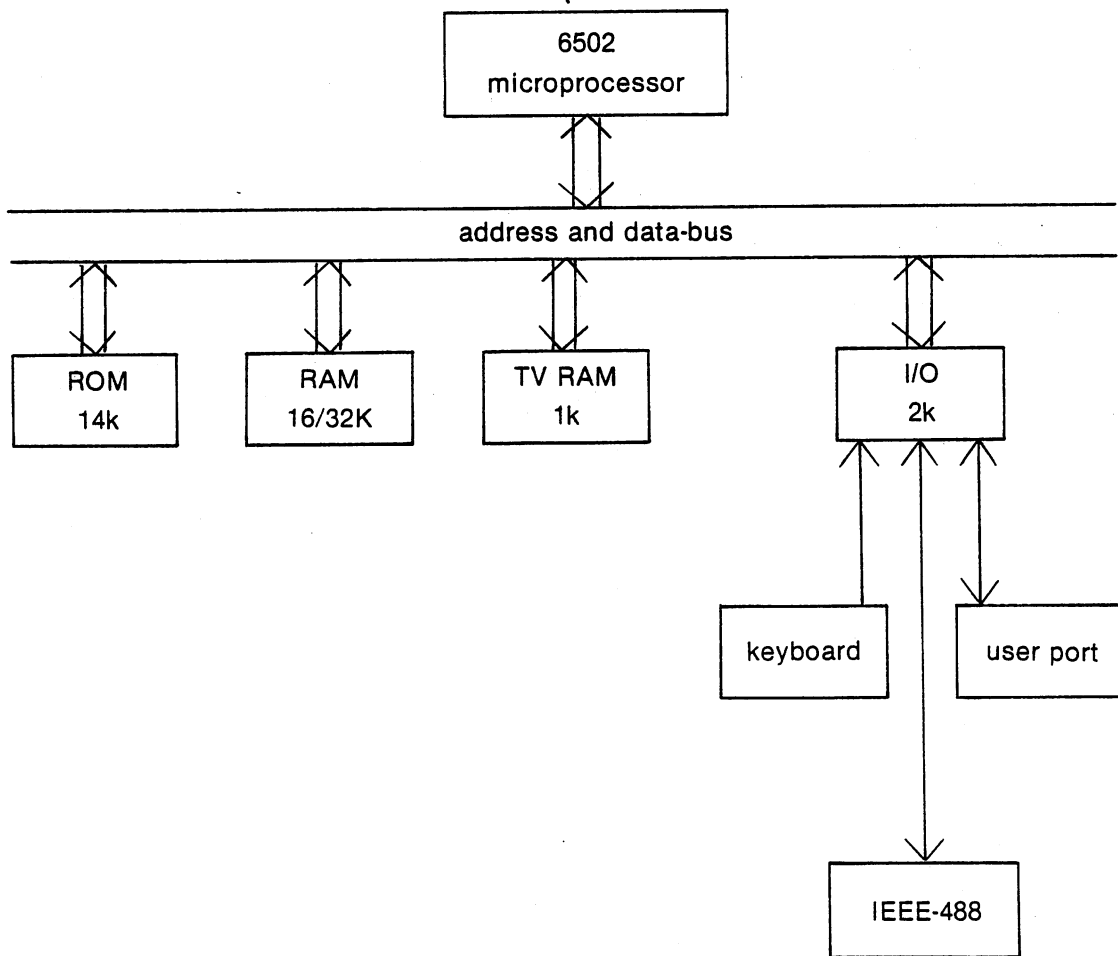 6502
microprocessor
address and data-bus
ROM
14k
RAM
16/32K
TV RAM
1k
I/O
2k
keyboard
user port
IEEE-488